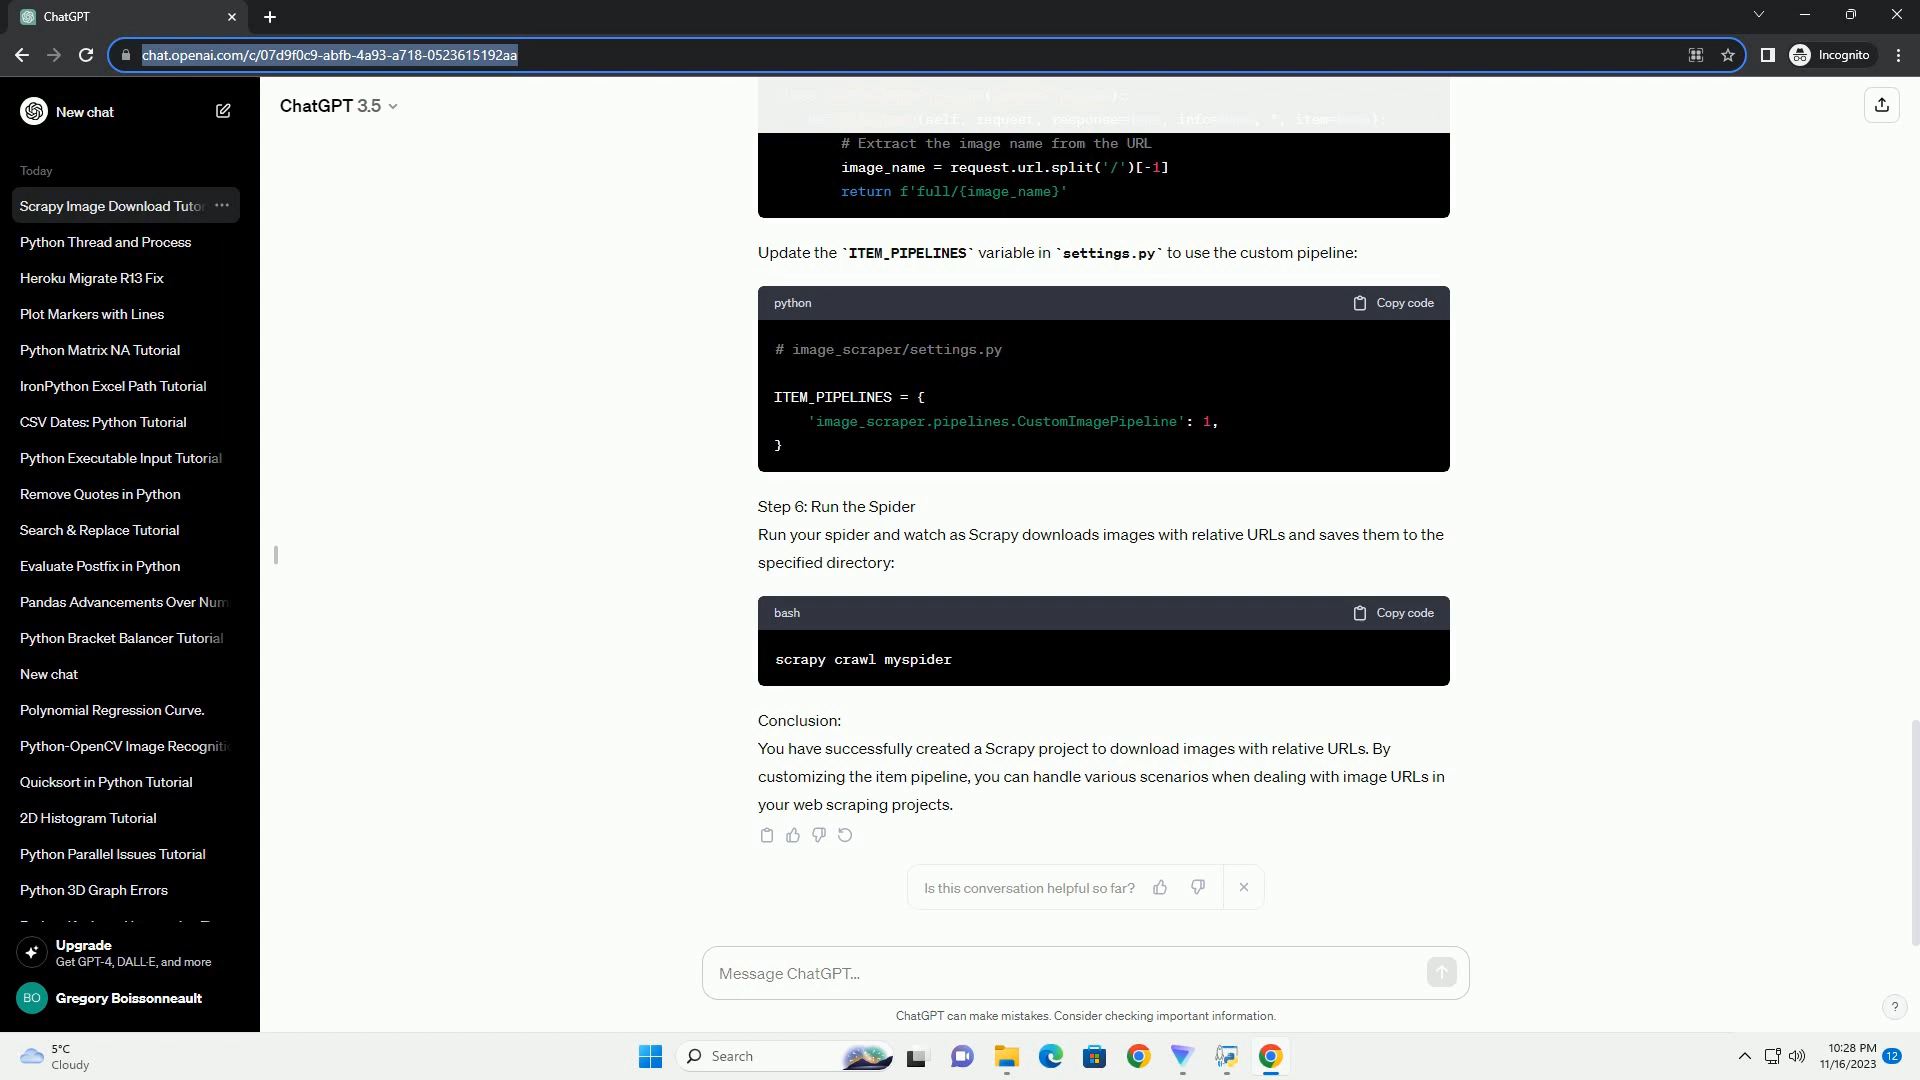 ChatGPT
chat.openai.com/c/07d9f0c9-abfb-4a93-a718-0523615192aa
Incognito
New chat
Today
Scrapy Image Download Tutor
Python Thread and Process
Heroku Migrate R13 Fix
Plot Markers with Lines
Python Matrix NA Tutorial
IronPython Excel Path Tutorial
CSV Dates: Python Tutorial
Python Executable Input Tutorial
Remove Quotes in Python
Search & Replace Tutorial
Evaluate Postfix in Python
Pandas Advancements Over Num
Python Bracket Balancer Tutorial
New chat
Polynomial Regression Curve.
Python-OpenCV Image Recogniti
Quicksort in Python Tutorial
2D Histogram Tutorial
Python Parallel Issues Tutorial
Python 3D Graph Errors
Upgrade
Get GPT-4, DALL·E, and more
BO
Gregory Boissonneault
ChatGPT 3.5
(self, request, response=None, info=None, *, item=None):
# Extract the image name from the URL
image_name = request.url.split('/')[-1]
return f'full/{image_name}'
Update the `ITEM_PIPELINES` variable in `settings.py` to use the custom pipeline:
python
Copy code
# image_scraper/settings.py
ITEM_PIPELINES = {
'image_scraper.pipelines.CustomImagePipeline': 1,
}
Step 6: Run the Spider
Run your spider and watch as Scrapy downloads images with relative URLs and saves them to the
specified directory:
bash
Copy code
scrapy crawl myspider
Conclusion:
You have successfully created a Scrapy project to download images with relative URLs. By
customizing the item pipeline, you can handle various scenarios when dealing with image URLs in
your web scraping projects.
Is this conversation helpful so far?
Message ChatGPT...
ChatGPT can make mistakes. Consider checking important information.
?
5°C
Cloudy
Search
10:28 PM
11/16/2023
12